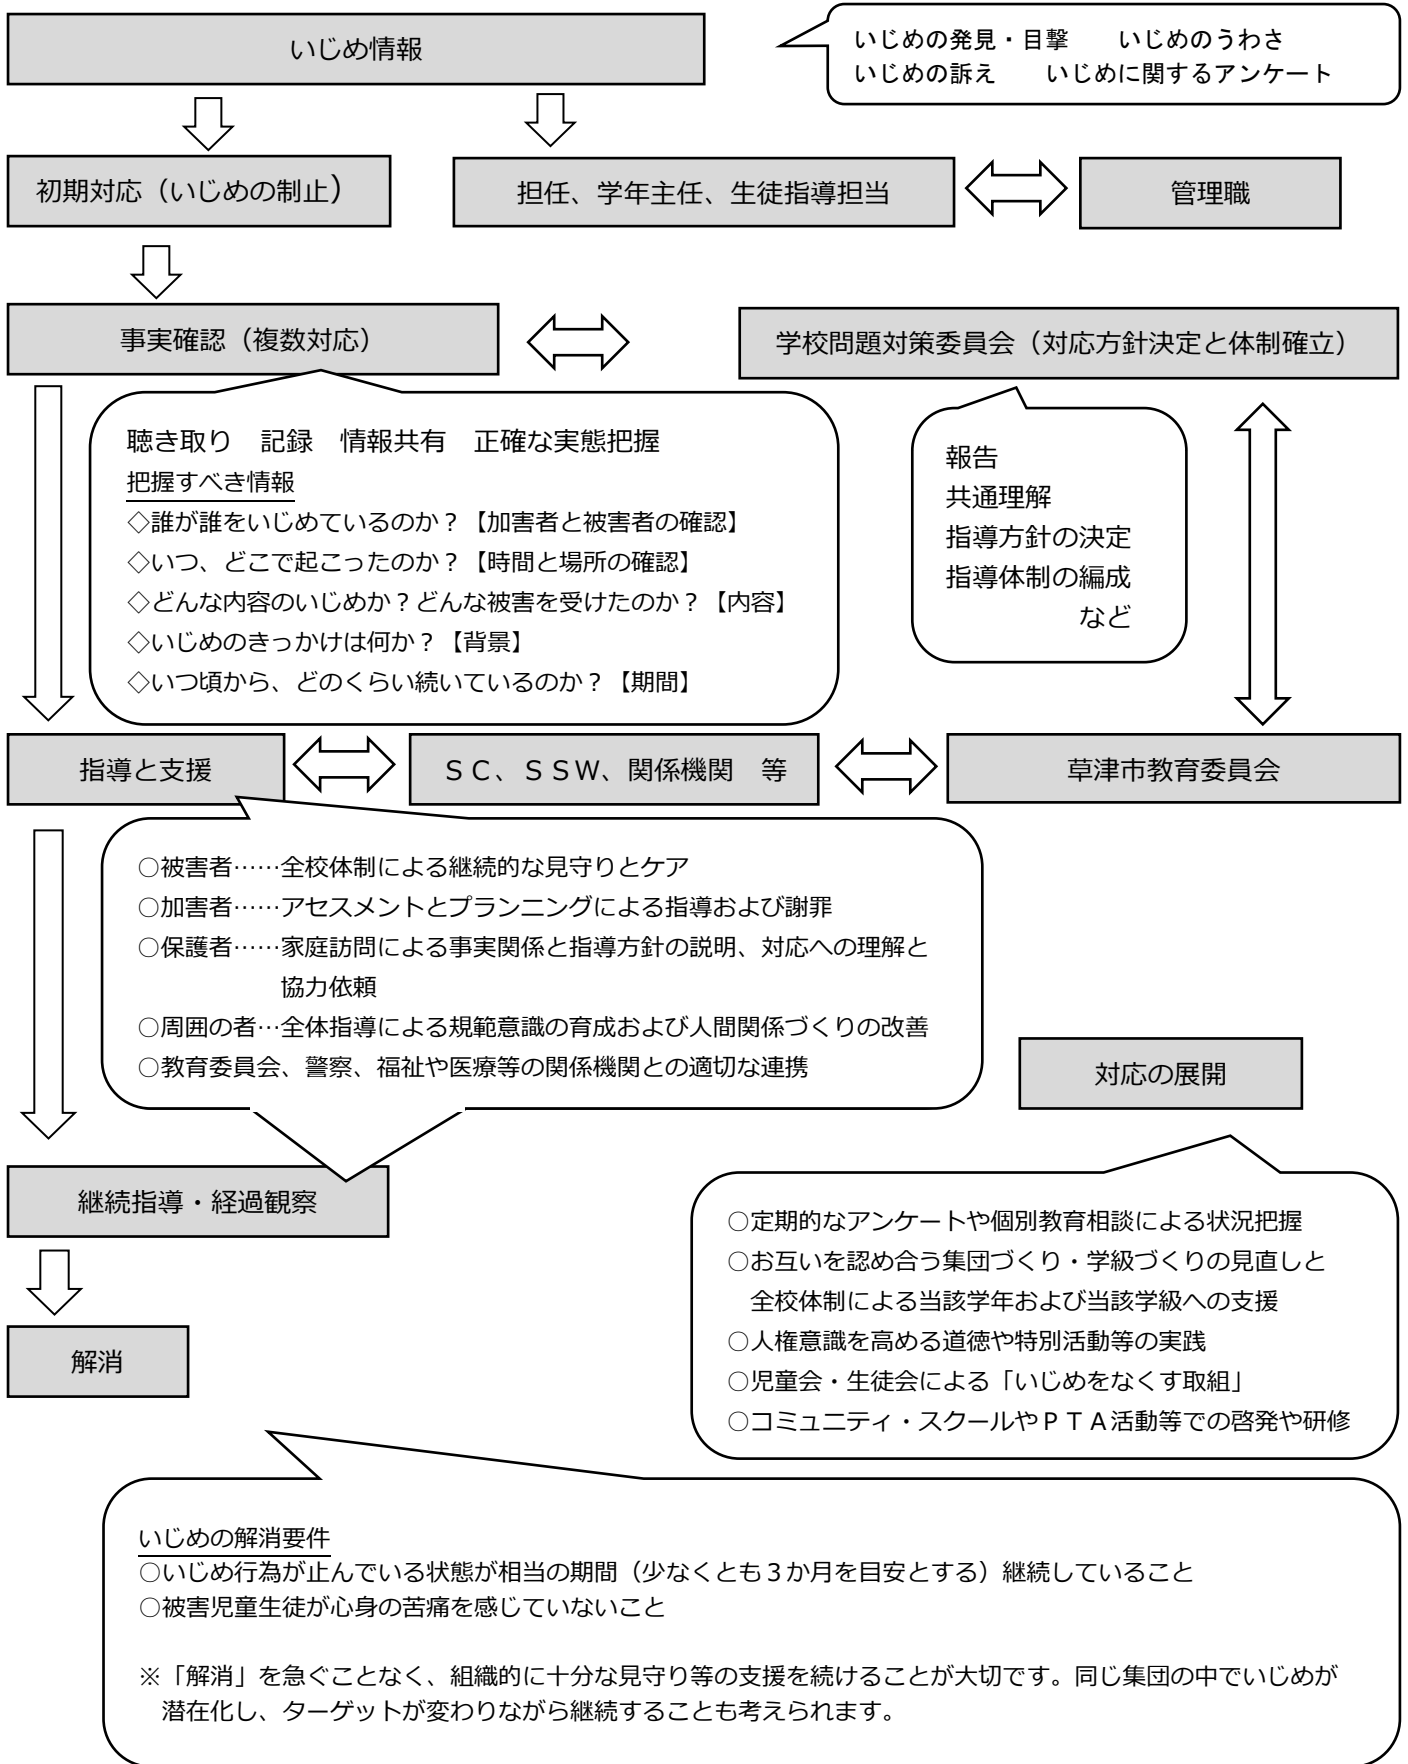 いじめ情報
いじめの発見・目撃　　いじめのうわさ
いじめの訴え　　いじめに関するアンケート
初期対応（いじめの制止）
担任、学年主任、生徒指導担当
管理職
事実確認（複数対応）
学校問題対策委員会（対応方針決定と体制確立）
聴き取り　記録　情報共有　正確な実態把握
把握すべき情報
◇誰が誰をいじめているのか？【加害者と被害者の確認】
◇いつ、どこで起こったのか？【時間と場所の確認】
◇どんな内容のいじめか？どんな被害を受けたのか？【内容】
◇いじめのきっかけは何か？【背景】
◇いつ頃から、どのくらい続いているのか？【期間】
報告
共通理解
指導方針の決定
指導体制の編成
など
指導と支援
ＳＣ、ＳＳＷ、関係機関　等
草津市教育委員会
○被害者……全校体制による継続的な見守りとケア
○加害者……アセスメントとプランニングによる指導および謝罪
○保護者……家庭訪問による事実関係と指導方針の説明、対応への理解と
協力依頼
○周囲の者…全体指導による規範意識の育成および人間関係づくりの改善
○教育委員会、警察、福祉や医療等の関係機関との適切な連携
対応の展開
継続指導・経過観察
○定期的なアンケートや個別教育相談による状況把握
○お互いを認め合う集団づくり・学級づくりの見直しと
全校体制による当該学年および当該学級への支援
○人権意識を高める道徳や特別活動等の実践
○児童会・生徒会による「いじめをなくす取組」
○コミュニティ・スクールやＰＴＡ活動等での啓発や研修
解消
いじめの解消要件
○いじめ行為が止んでいる状態が相当の期間（少なくとも３か月を目安とする）継続していること
○被害児童生徒が心身の苦痛を感じていないこと
※「解消」を急ぐことなく、組織的に十分な見守り等の支援を続けることが大切です。同じ集団の中でいじめが
潜在化し、ターゲットが変わりながら継続することも考えられます。